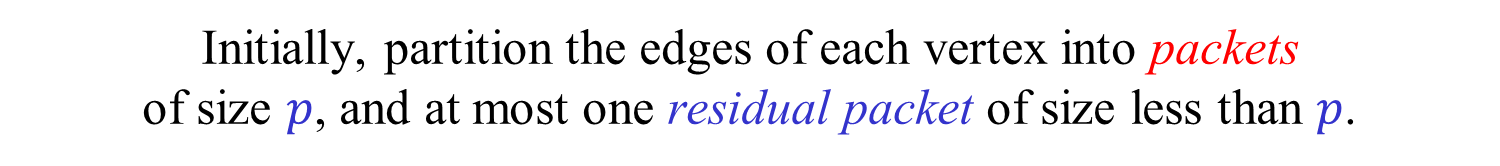 Initially, partition the edges of each vertex into packets
of size p, and at most one residual packet of size less than p.